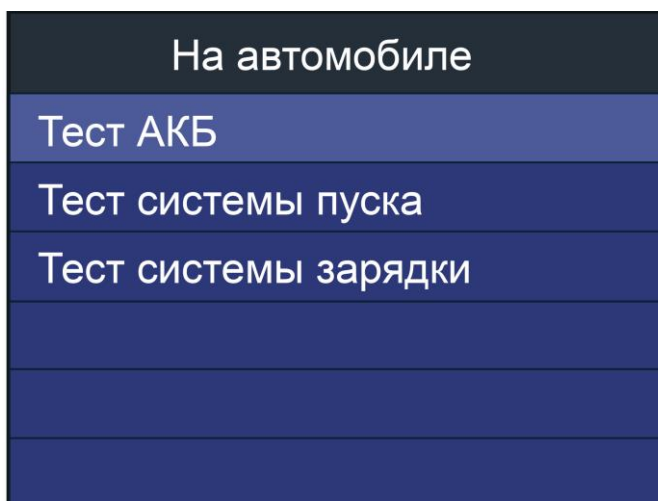 На автомобиле
Тест АКБ
Тест системы пуска
Тест системы зарядки